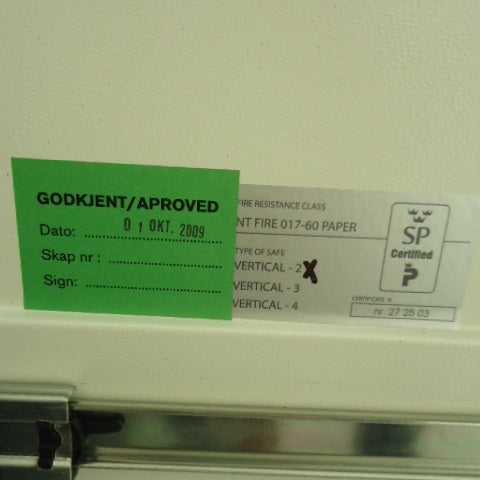 GODKJENT/APROVED
Dato: 01 OKT. 2009
Skap nr :
Sign:
FIRE RESISTANCE CLASS
NT FIRE 017-60 PAPER
TYPE OF SAFE
VERTICAL - 2 X
VERTICAL - 3
VERTICAL - 4
SP
Certified
P
CERTIFICATE N
nr 27 25 03